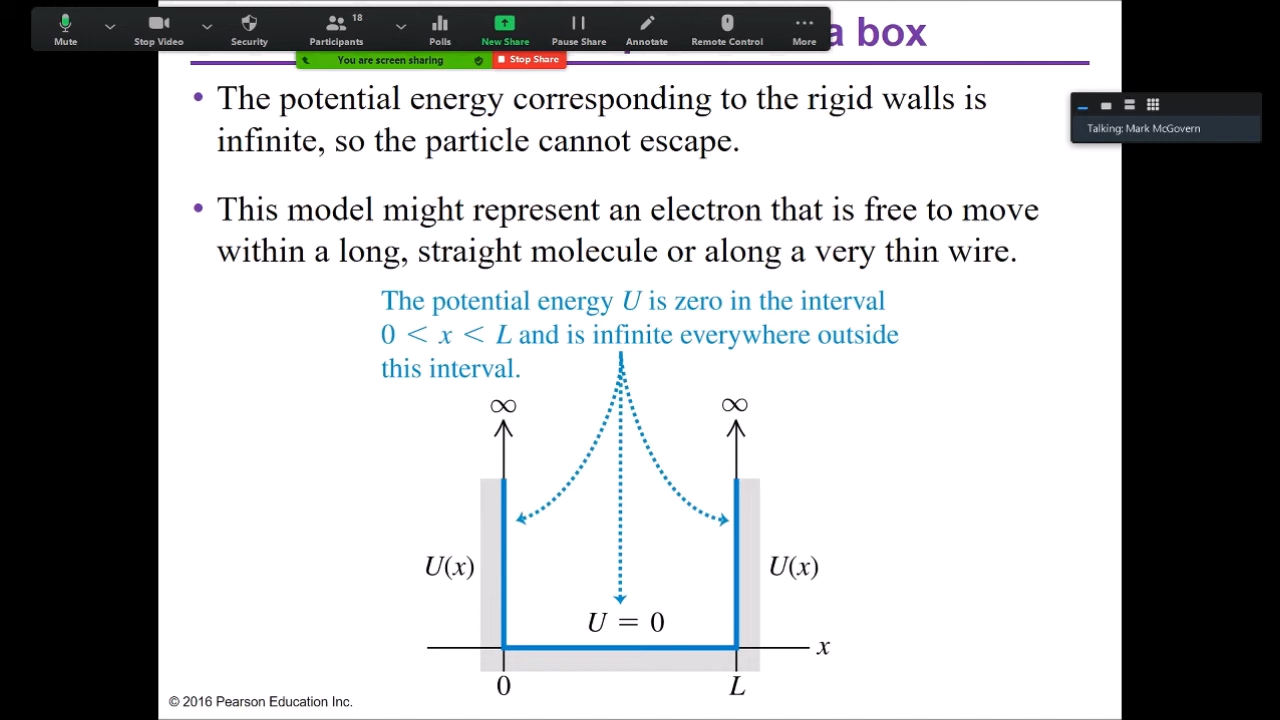 18
Mute Stop Video Security Participants Polls New Share Pause Share Annotate Remote Control More
a box
You are screen sharing Stop Share
Talking: Mark McGovern
• The potential energy corresponding to the rigid walls is
infinite, so the particle cannot escape.
• This model might represent an electron that is free to move
within a long, straight molecule or along a very thin wire.
The potential energy U is zero in the interval
0 < x < L and is infinite everywhere outside
this interval.
∞ ∞
U(x) U(x)
U = 0
x
0 L
© 2016 Pearson Education Inc.